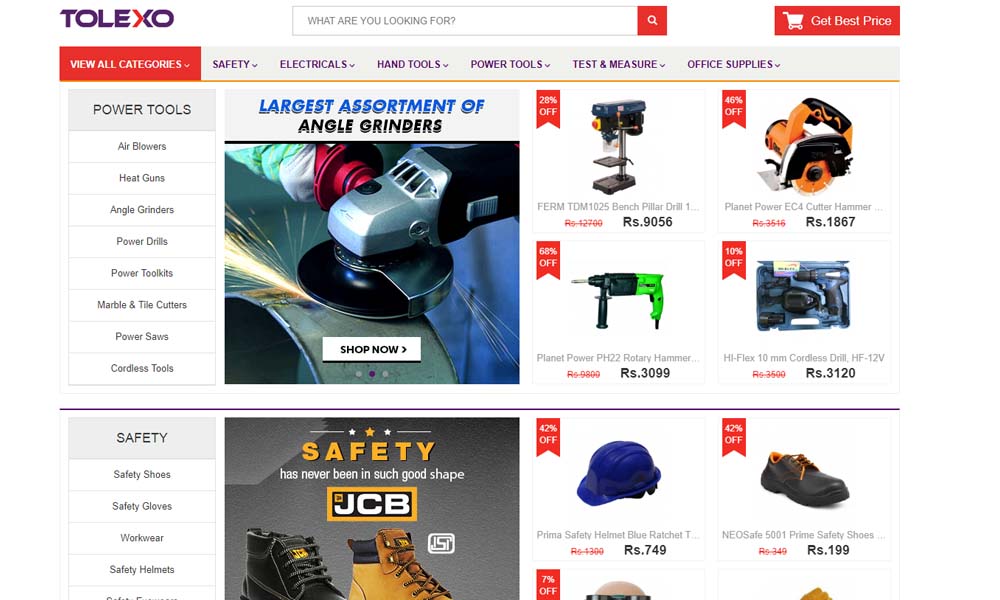 TOLEXO
WHAT ARE YOU LOOKING FOR?
Get Best Price
VIEW ALL CATEGORIES
SAFETY
ELECTRICALS
HAND TOOLS
POWER TOOLS
TEST & MEASURE
OFFICE SUPPLIES
POWER TOOLS
Air Blowers
Heat Guns
Angle Grinders
Power Drills
Power Toolkits
Marble & Tile Cutters
Power Saws
Cordless Tools
LARGEST ASSORTMENT OF
ANGLE GRINDERS
SHOP NOW >
28%
OFF
FERM TDM1025 Bench Pillar Drill 1...
Rs.12700 Rs.9056
46%
OFF
Planet Power EC4 Cutter Hammer ...
Rs.3516 Rs.1867
68%
OFF
Planet Power PH22 Rotary Hammer...
Rs.9800 Rs.3099
10%
OFF
HI-Flex 10 mm Cordless Drill, HF-12V
Rs.3500 Rs.3120
SAFETY
Safety Shoes
Safety Gloves
Workwear
Safety Helmets
SAFETY
has never been in such good shape
JCB
ISI
42%
OFF
Prima Safety Helmet Blue Ratchet T...
Rs.1300 Rs.749
42%
OFF
NEOSafe 5001 Prime Safety Shoes ...
Rs.349 Rs.199
7%
OFF